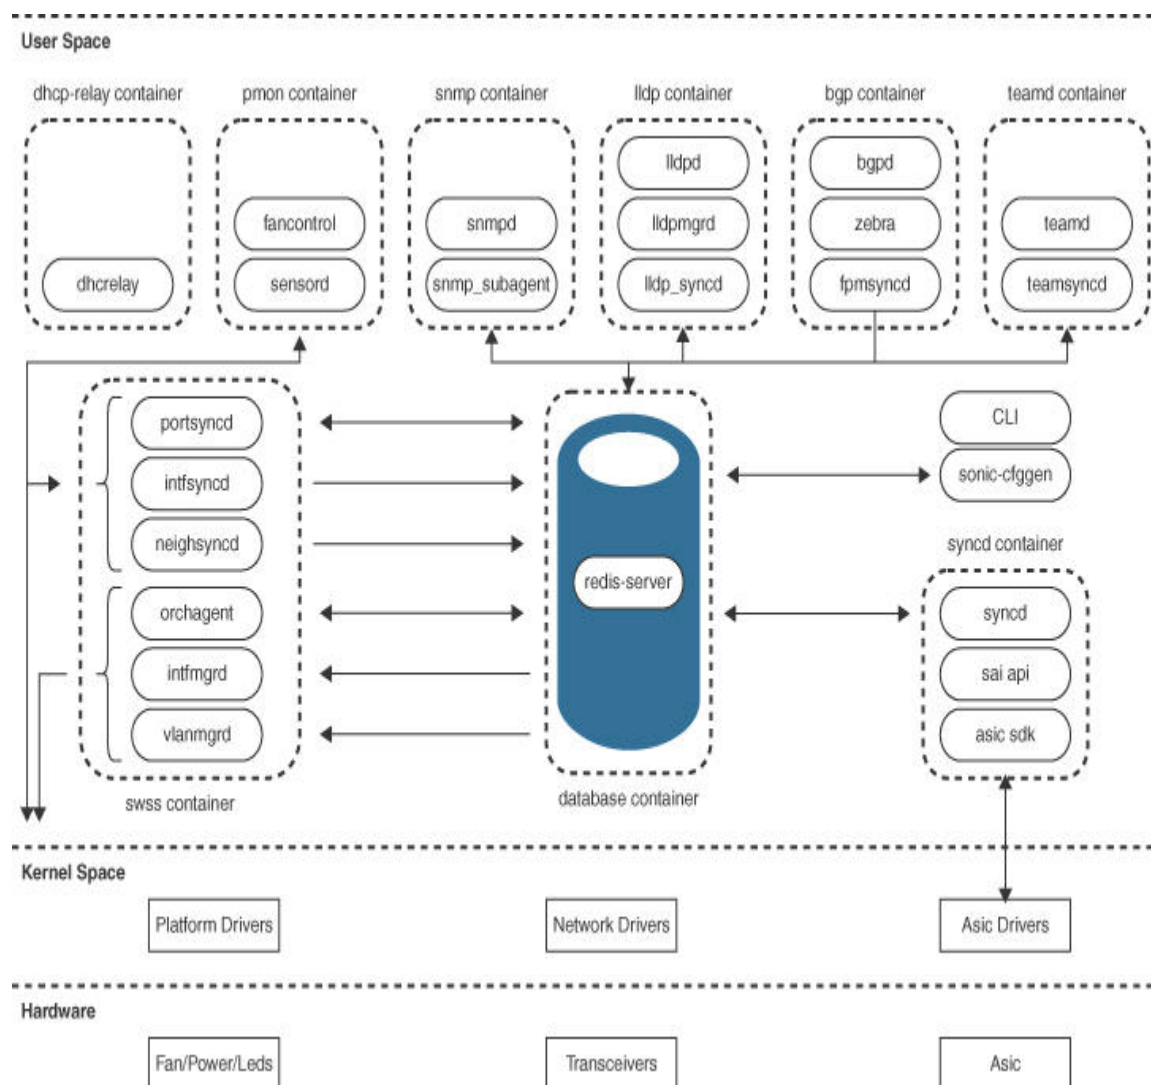 User Space
dhcp-relay container
pmon container
snmp container
lldp container
bgp container
teamd container
lldpd
bgpd
fancontrol
snmpd
lldpmgrd
zebra
teamd
dhcrelay
sensord
snmp_subagent
lldp_syncd
fpmsyncd
teamsyncd
portsyncd
CLI
intfsyncd
sonic-cfggen
neighsyncd
syncd container
redis-server
orchagent
syncd
intfmgrd
sai api
vlanmgrd
asic sdk
swss container
database container
Kernel Space
Platform Drivers
Network Drivers
Asic Drivers
Hardware
Fan/Power/Leds
Transceivers
Asic